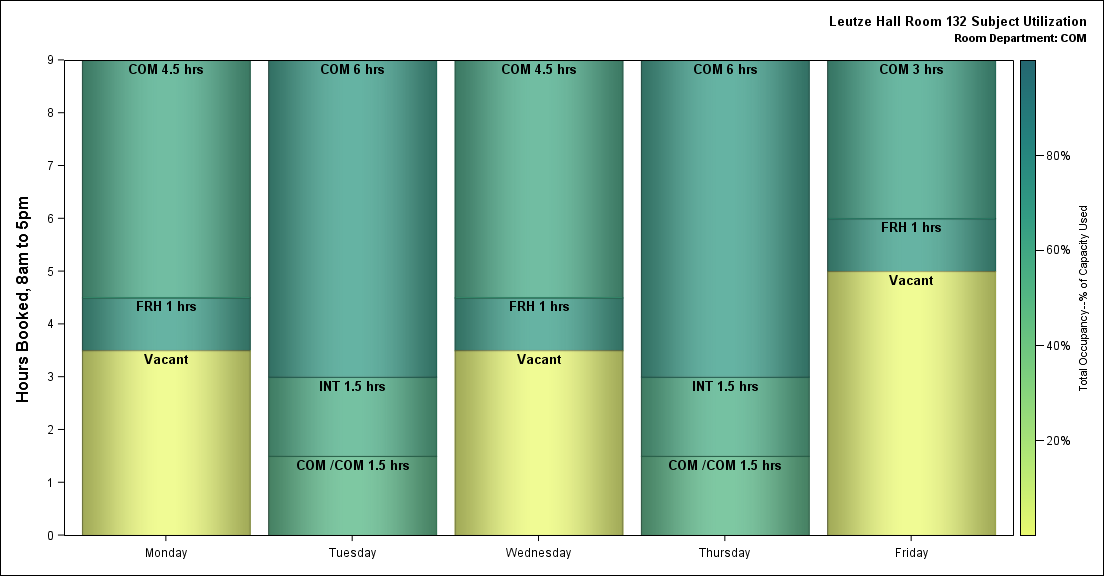 Leutze Hall Room 132 Subject Utilization
Room Department: COM
Hours Booked, 8am to 5pm
9
8
7
6
5
4
3
2
1
0
COM 4.5 hrs
FRH 1 hrs
Vacant
COM 6 hrs
INT 1.5 hrs
COM /COM 1.5 hrs
COM 4.5 hrs
FRH 1 hrs
Vacant
COM 6 hrs
INT 1.5 hrs
COM /COM 1.5 hrs
COM 3 hrs
FRH 1 hrs
Vacant
Monday
Tuesday
Wednesday
Thursday
Friday
80%
60%
40%
20%
Total Occupancy--% of Capacity Used